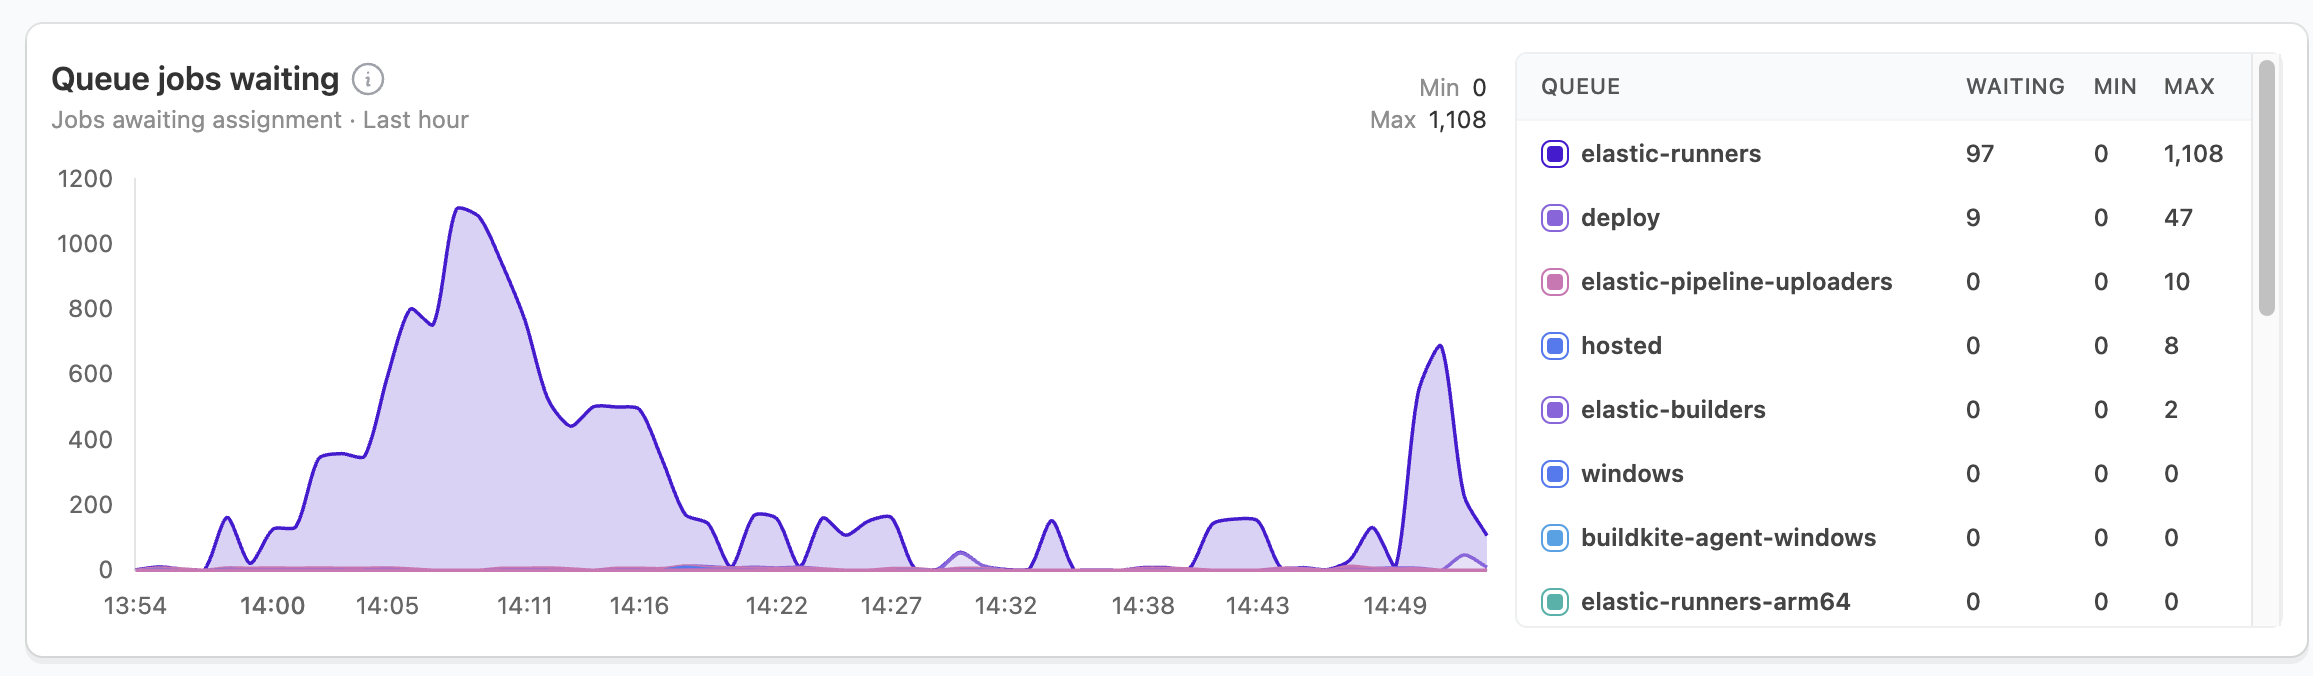 Queue jobs waiting
Jobs awaiting assignment · Last hour
Min 0
Max 1,108
1200
1000
800
600
400
200
0
13:54 14:00 14:05 14:11 14:16 14:22 14:27 14:32 14:38 14:43 14:49
QUEUE WAITING MIN MAX
elastic-runners 97 0 1,108
deploy 9 0 47
elastic-pipeline-uploaders 0 0 10
hosted 0 0 8
elastic-builders 0 0 2
windows 0 0 0
buildkite-agent-windows 0 0 0
elastic-runners-arm64 0 0 0